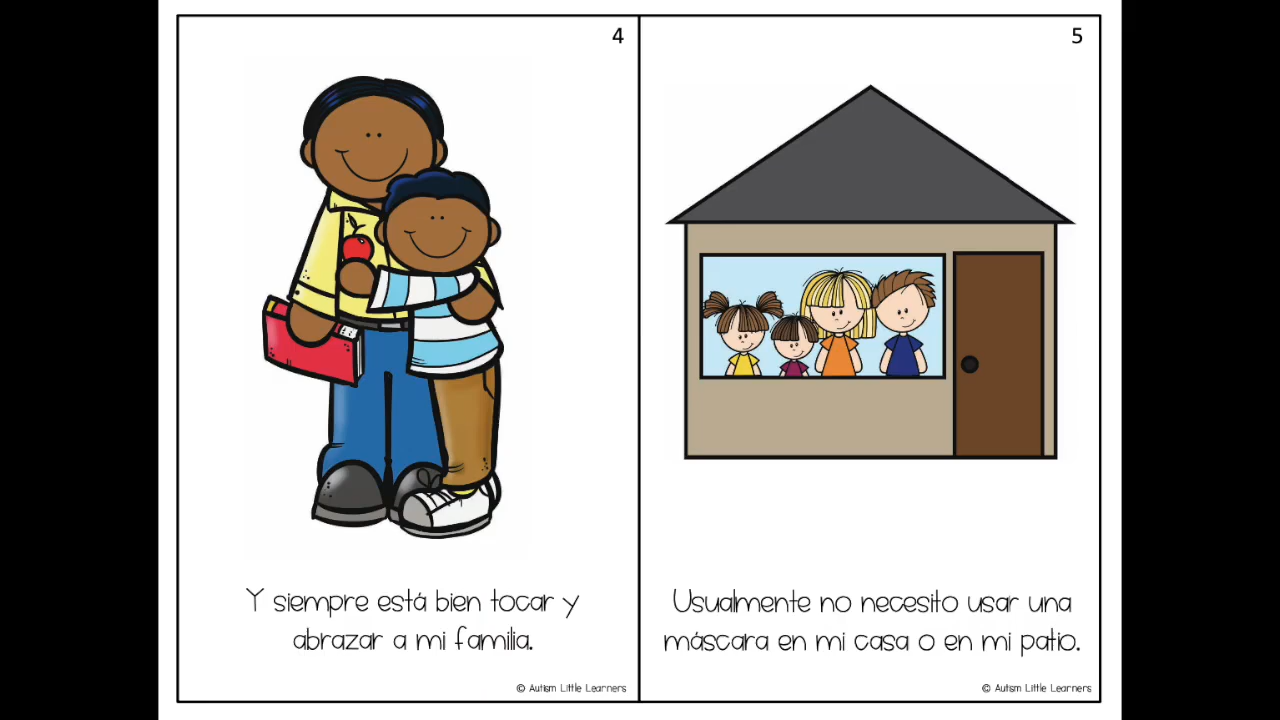 4
Y siempre está bien tocar y
abrazar a mi familia.
© Autism Little Learners
5
Usualmente no necesito usar una
máscara en mi casa o en mi patio.
© Autism Little Learners